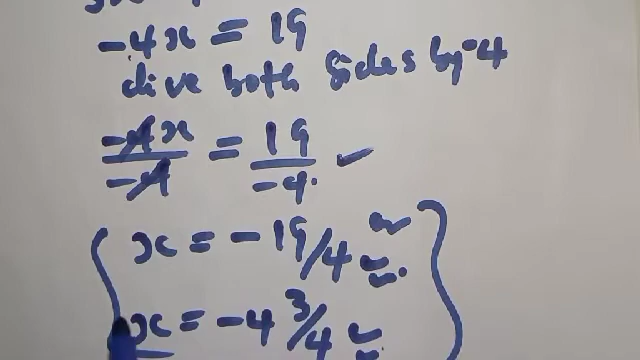 -4x = 19
dive both sides by -4
-4x/-4 = 19/-4 ✓
x = -19/4
x = -4 3/4